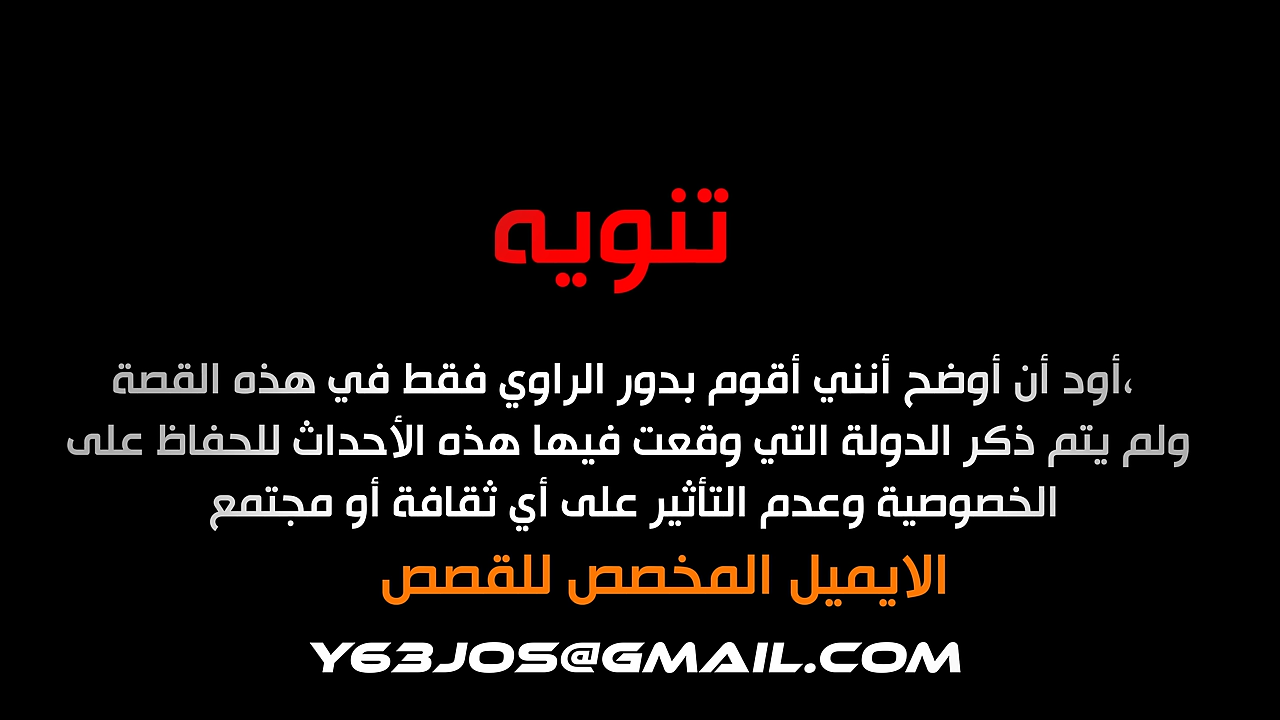 تنويه
أود أن أوضح أنني أقوم بدور الراوي فقط في هذه القصة،
ولم يتم ذكر الدولة التي وقعت فيها هذه الأحداث للحفاظ على
الخصوصية وعدم التأثير على أي ثقافة أو مجتمع
الايميل المخصص للقصص
Y63JOS@GMAIL.COM